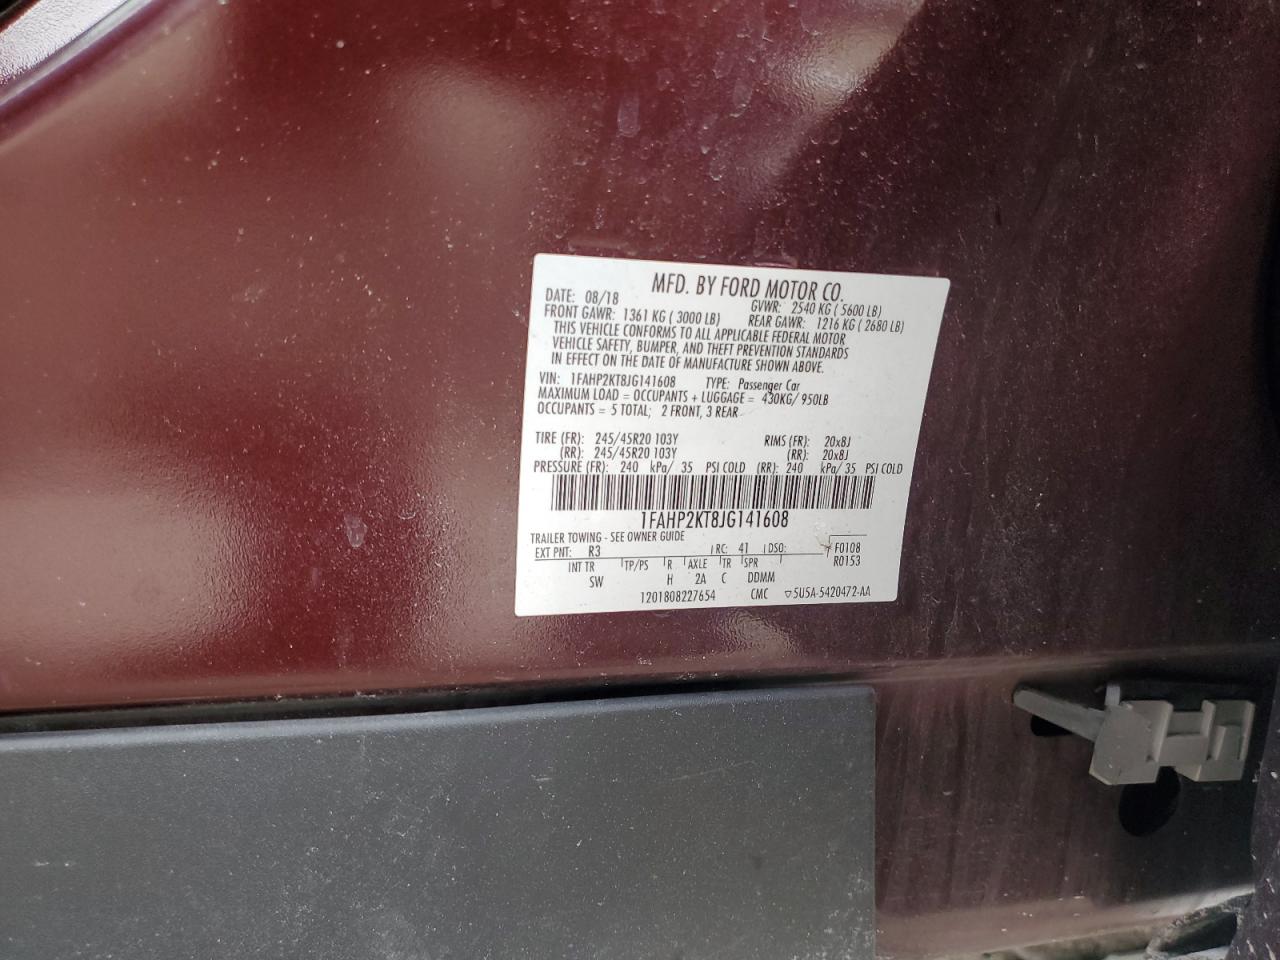 MFD. BY FORD MOTOR CO.
DATE: 08/18 GVWR: 2540 KG ( 5600 LB)
FRONT GAWR: 1361 KG ( 3000 LB) REAR GAWR: 1216 KG ( 2680 LB)
THIS VEHICLE CONFORMS TO ALL APPLICABLE FEDERAL MOTOR
VEHICLE SAFETY, BUMPER, AND THEFT PREVENTION STANDARDS
IN EFFECT ON THE DATE OF MANUFACTURE SHOWN ABOVE.
VIN: 1FAHP2KT8JG141608 TYPE: Passenger Car
MAXIMUM LOAD = OCCUPANTS + LUGGAGE = 430KG/ 950LB
OCCUPANTS = 5 TOTAL; 2 FRONT, 3 REAR
TIRE (FR): 245/45R20 103Y RIMS (FR): 20x8J
(RR): 245/45R20 103Y (RR): 20x8J
PRESSURE (FR): 240 kPa/ 35 PSI COLD (RR): 240 kPa/ 35 PSI COLD
1FAHP2KT8JG141608
TRAILER TOWING - SEE OWNER GUIDE
EXT PNT: R3 RC: 41 DSO: F0108
INT TR TP/PS R AXLE TR SPR R0153
SW H 2A C DDMM
1201808227654 CMC ▽5U5A-5420472-AA